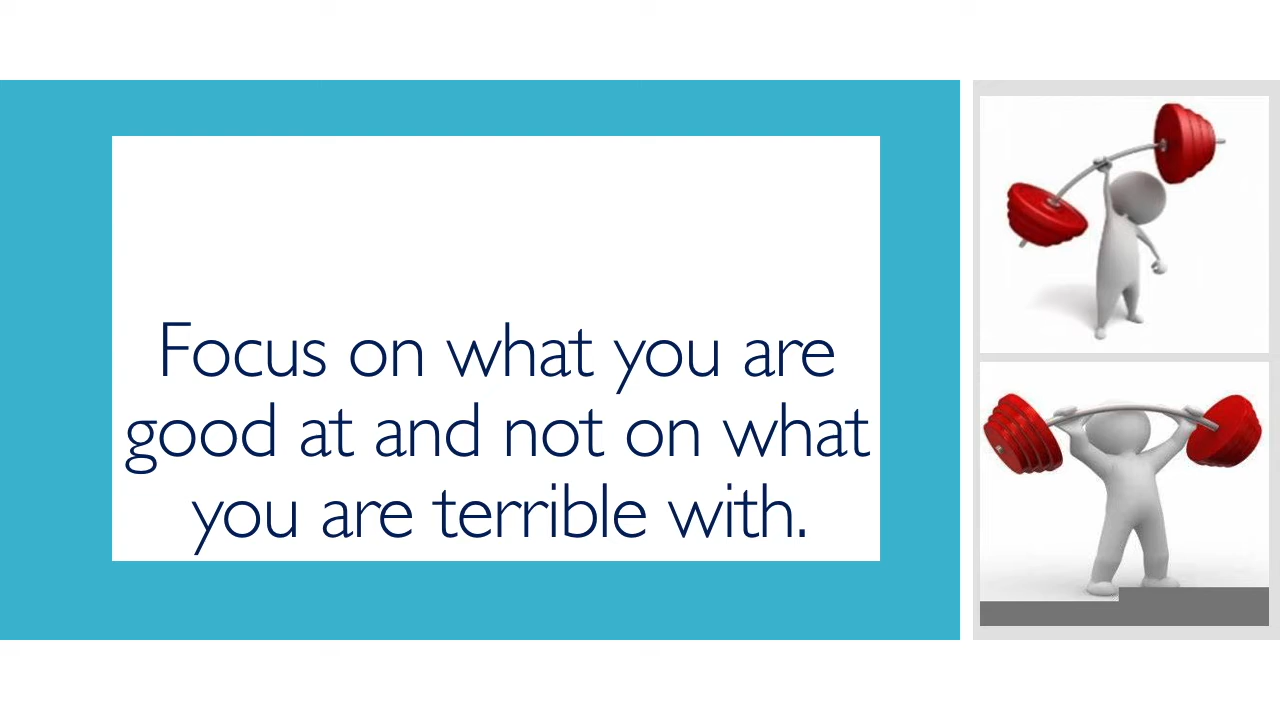 Focus on what you are
good at and not on what
you are terrible with.